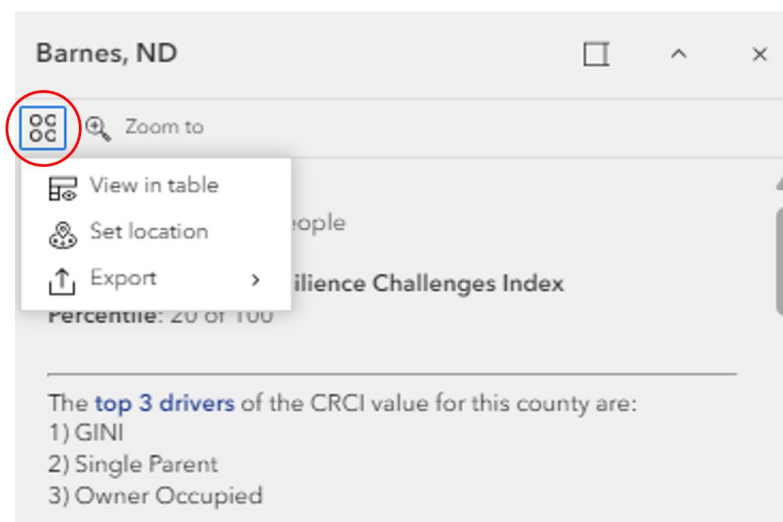 Barnes, ND
Zoom to
View in table
Set location
Export
ilience Challenges Index
Percentile: 20 of 100
The top 3 drivers of the CRCI value for this county are:
1) GINI
2) Single Parent
3) Owner Occupied